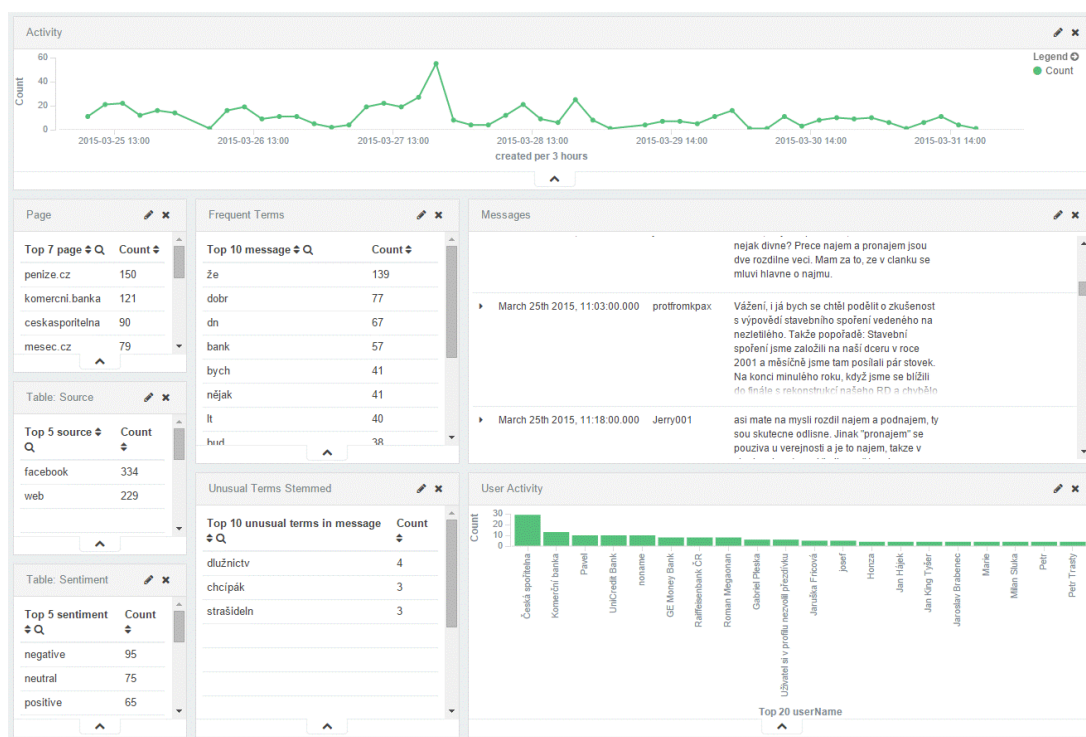 Activity
60
40
20
0
Count
Legend
Count
2015-03-25 13:00 2015-03-26 13:00 2015-03-27 13:00 2015-03-28 13:00 2015-03-29 14:00 2015-03-30 14:00 2015-03-31 14:00
created per 3 hours
Page
Top 7 page Count
penize.cz 150
komercni.banka 121
ceskasporitelna 90
mesec.cz 79
Table: Source
Top 5 source Count
facebook 334
web 229
Table: Sentiment
Top 5 sentiment Count
negative 95
neutral 75
positive 65
Frequent Terms
Top 10 message Count
že 139
dobr 77
dn 67
bank 57
bych 41
nějak 41
lt 40
bud 38
Unusual Terms Stemmed
Top 10 unusual terms in message Count
dlužnictv 4
chcípák 3
strašideln 3
Messages
nejak divne? Prece najem a pronajem jsou
dve rozdilne veci. Mam za to, ze v clanku se
mluvi hlavne o najmu.
March 25th 2015, 11:03:00.000 protfromkpax Vážení, i já bych se chtěl podělit o zkušenost
s výpovědí stavebního spoření vedeného na
nezletilého. Takže popořadě: Stavební
spoření jsme založili na naší dceru v roce
2001 a měsíčně jsme tam posílali pár stovek.
Na konci minulého roku, když jsme se blížili
do finále s rekonstrukcí našeho RD a chybělo
March 25th 2015, 11:18:00.000 Jerry001 asi mate na mysli rozdil najem a podnajem, ty
sou skutecne odlisne. Jinak "pronajem" se
pouziva u verejnosti a je to najem, takze v
User Activity
30
20
10
0
Count
Česká spořitelna
Komerční banka
Pavel
UniCredit Bank
noname
GE Money Bank
Raiffeisenbank ČR
Roman Megaonan
Gabriel Pleska
Uživatel si v profilu nezvolil přezdívku
Jaruška Fricová
josef
Honza
Jan Hájek
Jan King Tyšer
Jaroslav Brabenec
Marie
Milan Sluka
Petr
Petr Trasty
Top 20 userName